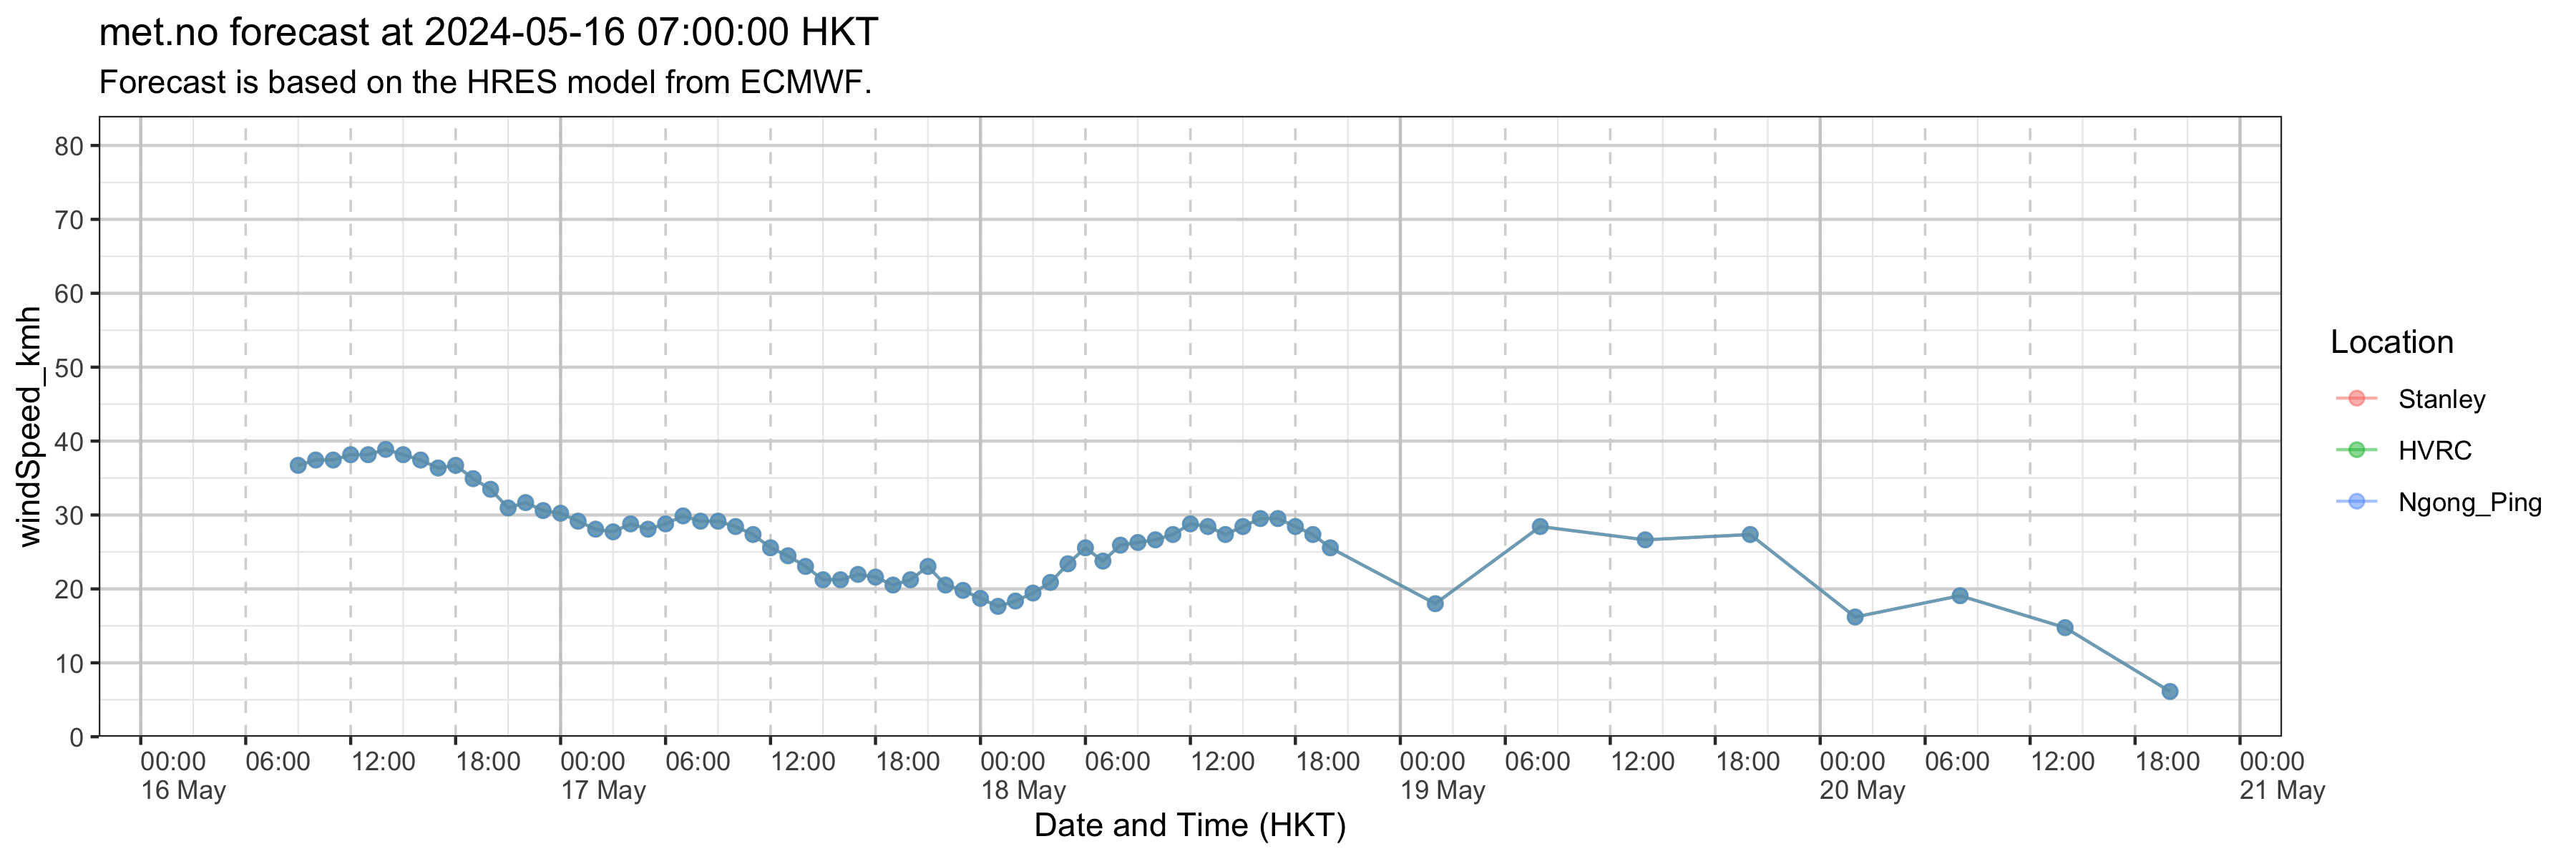 met.no forecast at 2024-05-16 07:00:00 HKT
Forecast is based on the HRES model from ECMWF.
windSpeed_kmh
80
70
60
50
40
30
20
10
0
00:00 06:00 12:00 18:00 00:00 06:00 12:00 18:00 00:00 06:00 12:00 18:00 00:00 06:00 12:00 18:00 00:00 06:00 12:00 18:00 00:00
16 May 17 May 18 May 19 May 20 May 21 May
Date and Time (HKT)
Location
Stanley
HVRC
Ngong_Ping